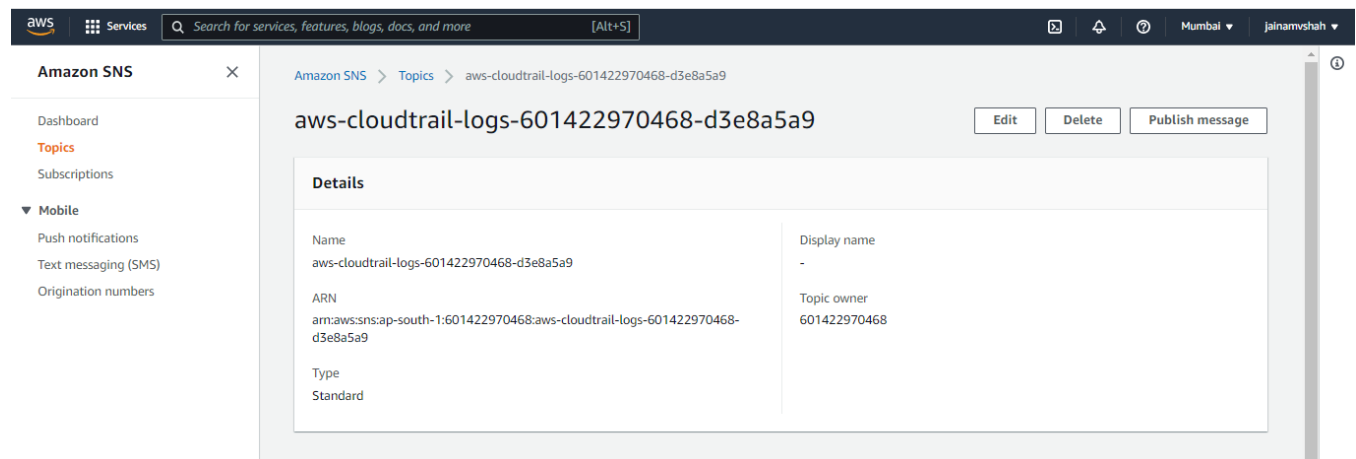 aws Services Search for services, features, blogs, docs, and more [Alt+S] Mumbai jainamvshah
Amazon SNS
Dashboard
Topics
Subscriptions
Mobile
Push notifications
Text messaging (SMS)
Origination numbers
Amazon SNS > Topics > aws-cloudtrail-logs-601422970468-d3e8a5a9
aws-cloudtrail-logs-601422970468-d3e8a5a9
Edit Delete Publish message
Details
Name
aws-cloudtrail-logs-601422970468-d3e8a5a9
ARN
arn:aws:sns:ap-south-1:601422970468:aws-cloudtrail-logs-601422970468-
d3e8a5a9
Type
Standard
Display name
-
Topic owner
601422970468